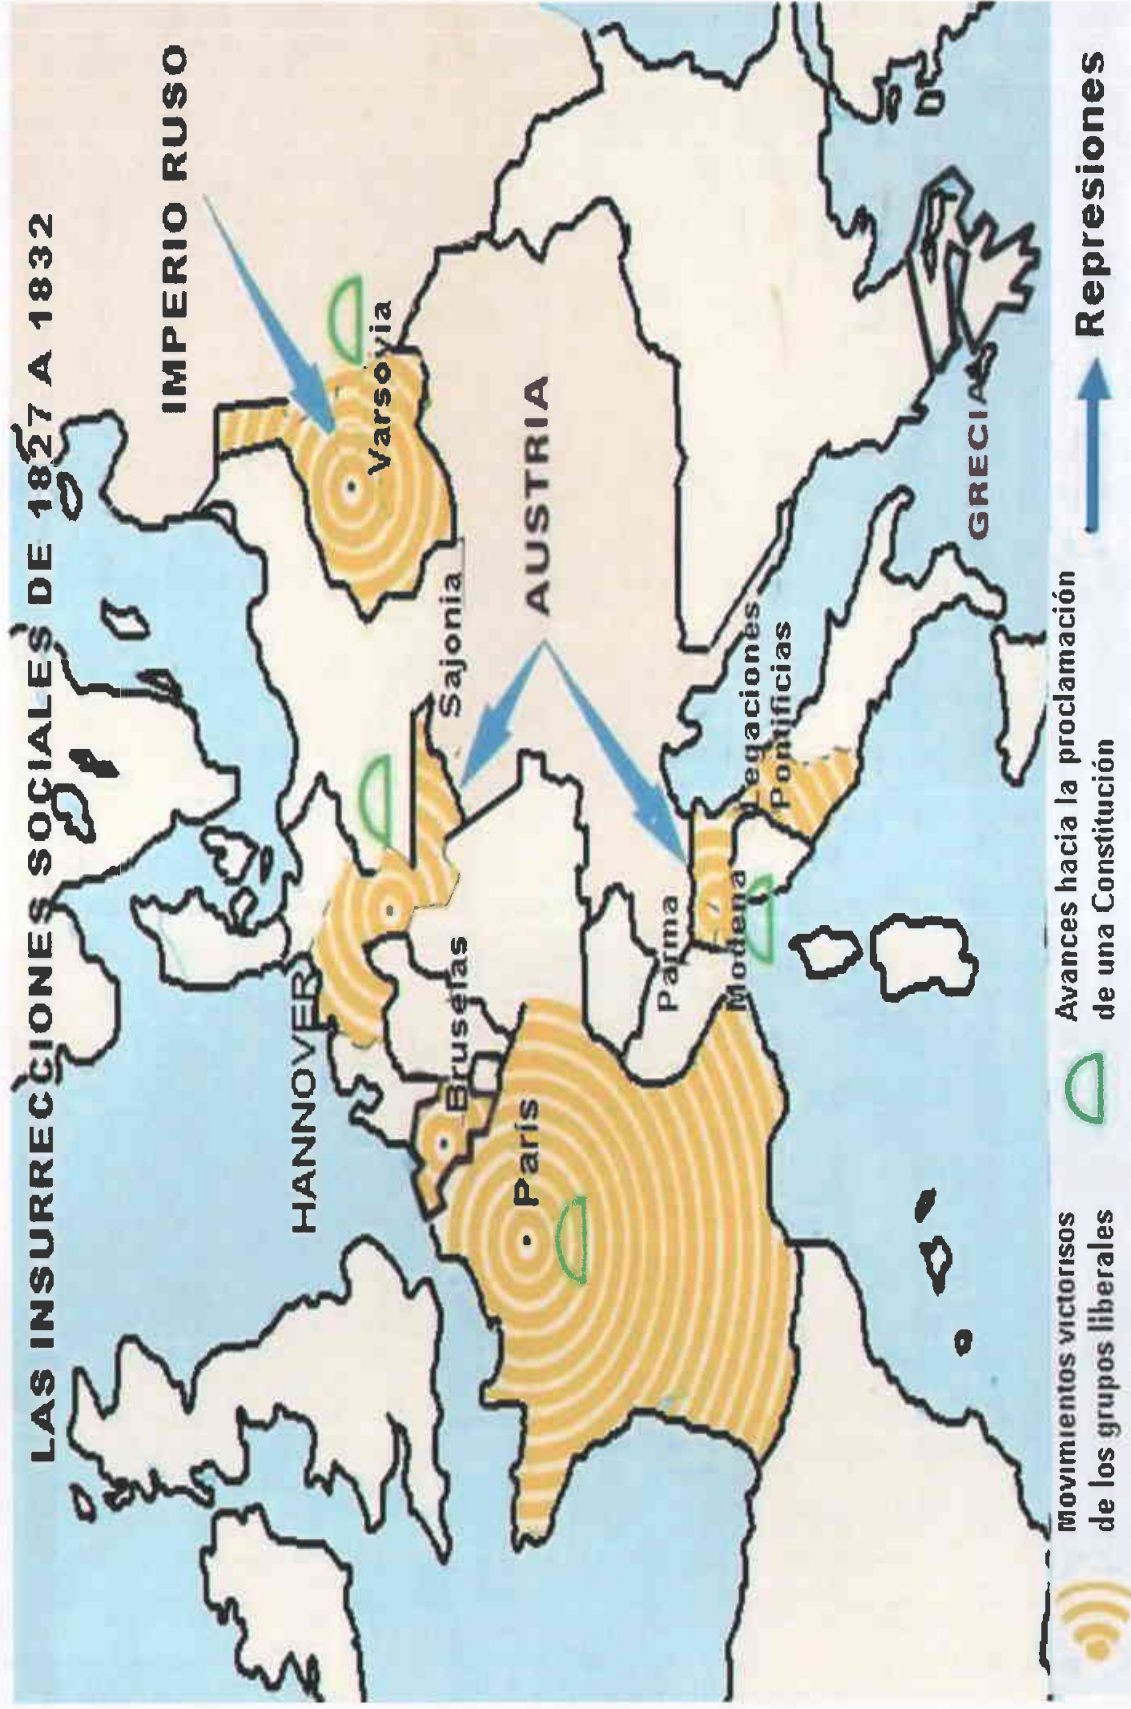 LAS INSURRECCIONES SOCIALES DE 1827 A 1832
IMPERIO RUSO
Varsovia
HANNOVER
Sajonia
Bruselas
AUSTRIA
París
Parma
Modena
Legaciones
Pontificias
GRECIA
Movimientos victorisos
de los grupos liberales
Avances hacia la proclamación
de una Constitución
Represiones